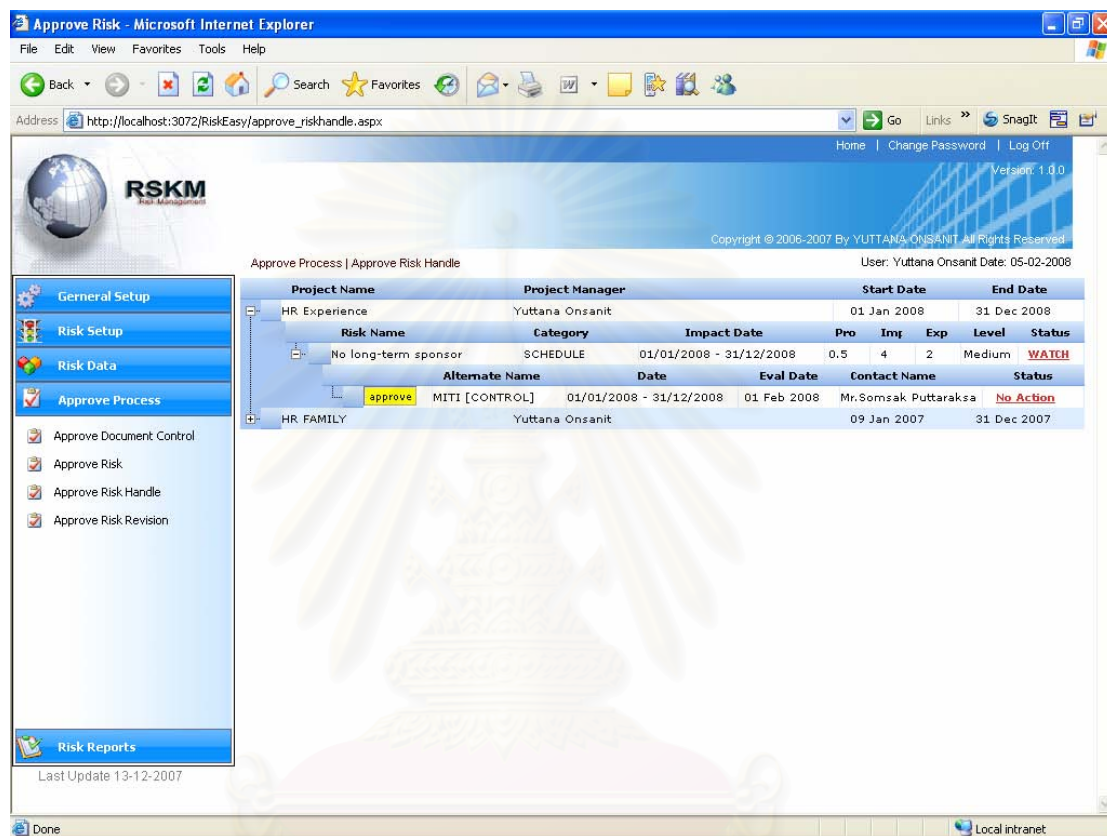 Approve Risk - Microsoft Internet Explorer
File Edit View Favorites Tools Help
Back Search Favorites
Address http://localhost:3072/RiskEasy/approve_riskhandle.aspx Go Links » SnagIt
Home | Change Password | Log Off
Version: 1.0.0
RSKM
Risk Management
Copyright © 2006-2007 By YUTTANA ONSANIT All Rights Reserved
Approve Process | Approve Risk Handle User: Yuttana Onsanit Date: 05-02-2008
Gerneral Setup
Risk Setup
Risk Data
Approve Process
Approve Document Control
Approve Risk
Approve Risk Handle
Approve Risk Revision
Risk Reports
Last Update 13-12-2007
Project Name Project Manager Start Date End Date
HR Experience Yuttana Onsanit 01 Jan 2008 31 Dec 2008
Risk Name Category Impact Date Pro Imp Exp Level Status
No long-term sponsor SCHEDULE 01/01/2008 - 31/12/2008 0.5 4 2 Medium WATCH
Alternate Name Date Eval Date Contact Name Status
approve MITI [CONTROL] 01/01/2008 - 31/12/2008 01 Feb 2008 Mr.Somsak Puttaraksa No Action
HR FAMILY Yuttana Onsanit 09 Jan 2007 31 Dec 2007
Done Local intranet